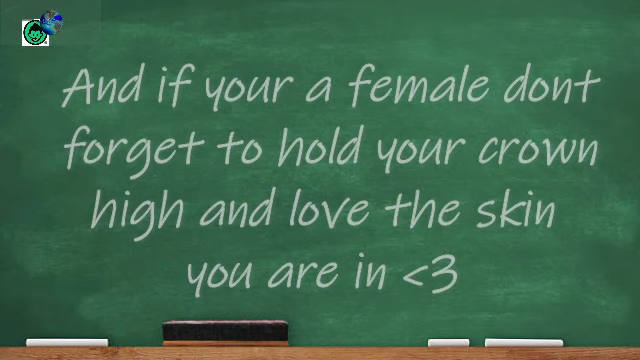 And if your a female dont
forget to hold your crown
high and love the skin
you are in <3